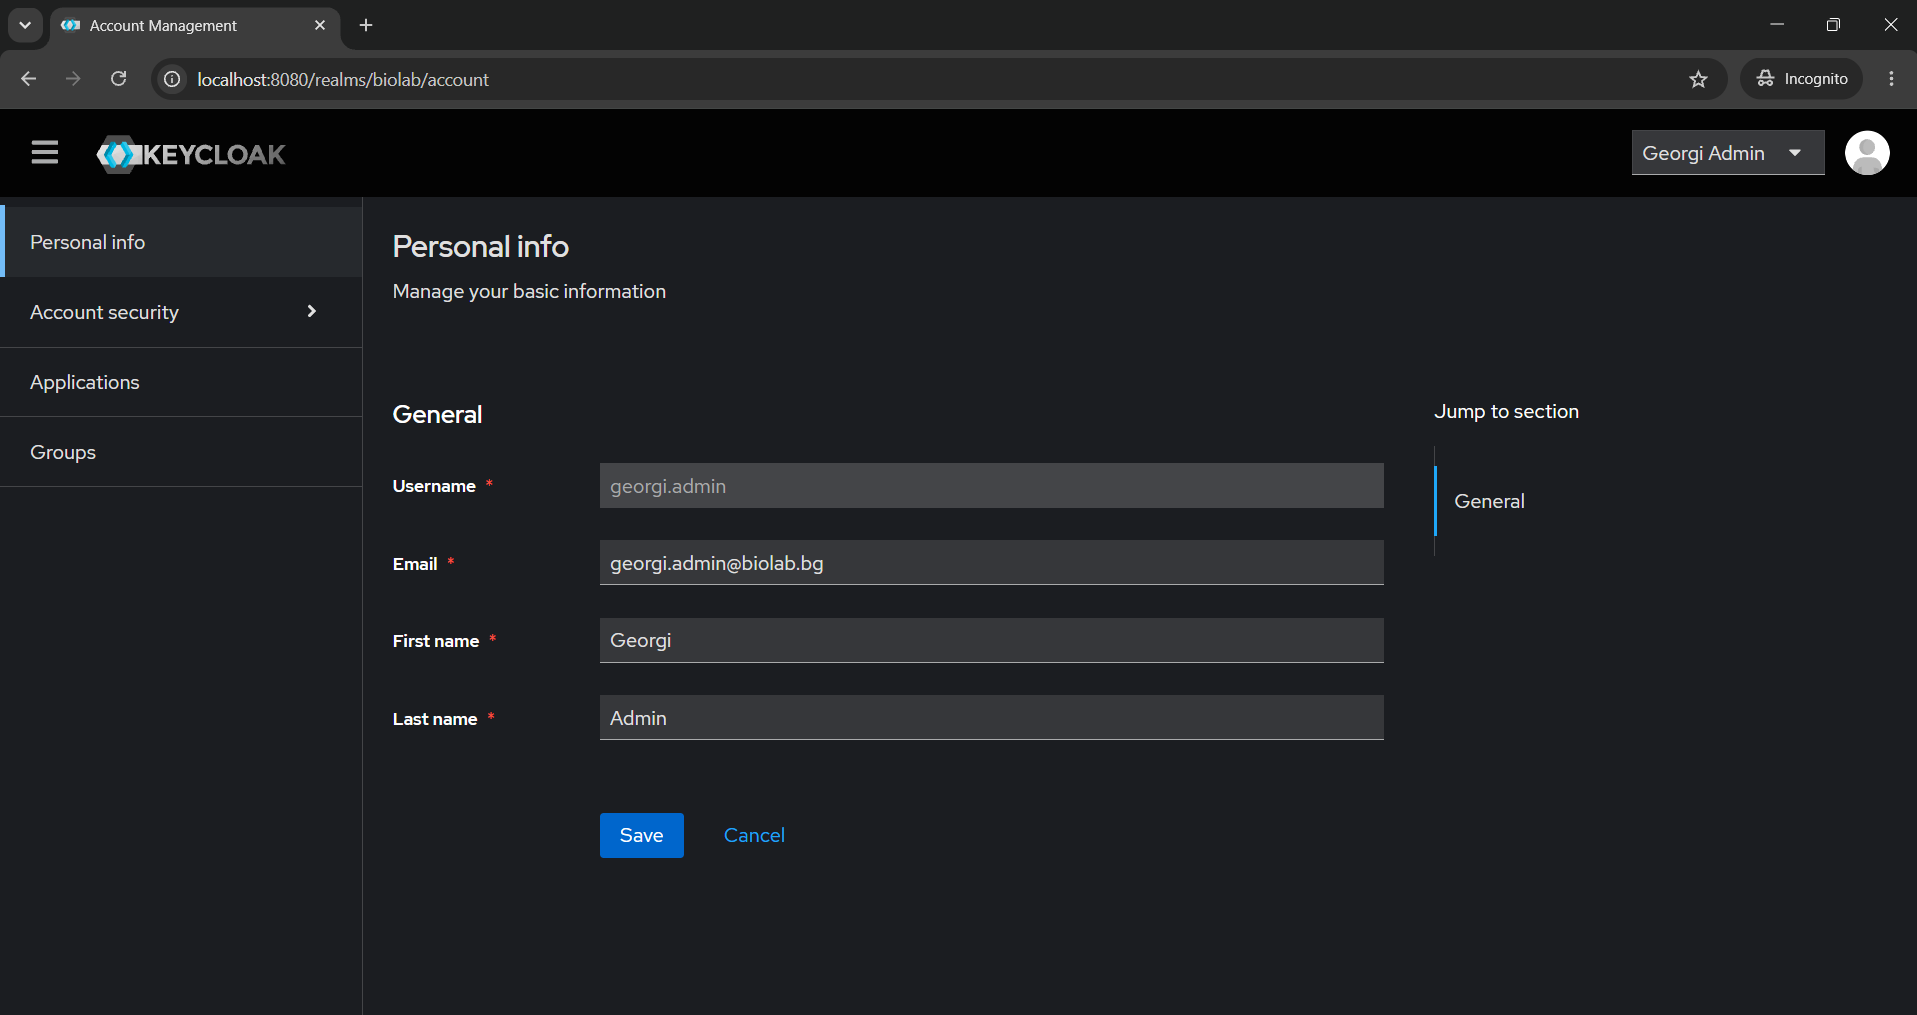 Account Management
localhost:8080/realms/biolab/account
Incognito
KEYCLOAK
Georgi Admin
Personal info
Account security
Applications
Groups
Personal info
Manage your basic information
General
Username *
georgi.admin
Email *
georgi.admin@biolab.bg
First name *
Georgi
Last name *
Admin
Save
Cancel
Jump to section
General